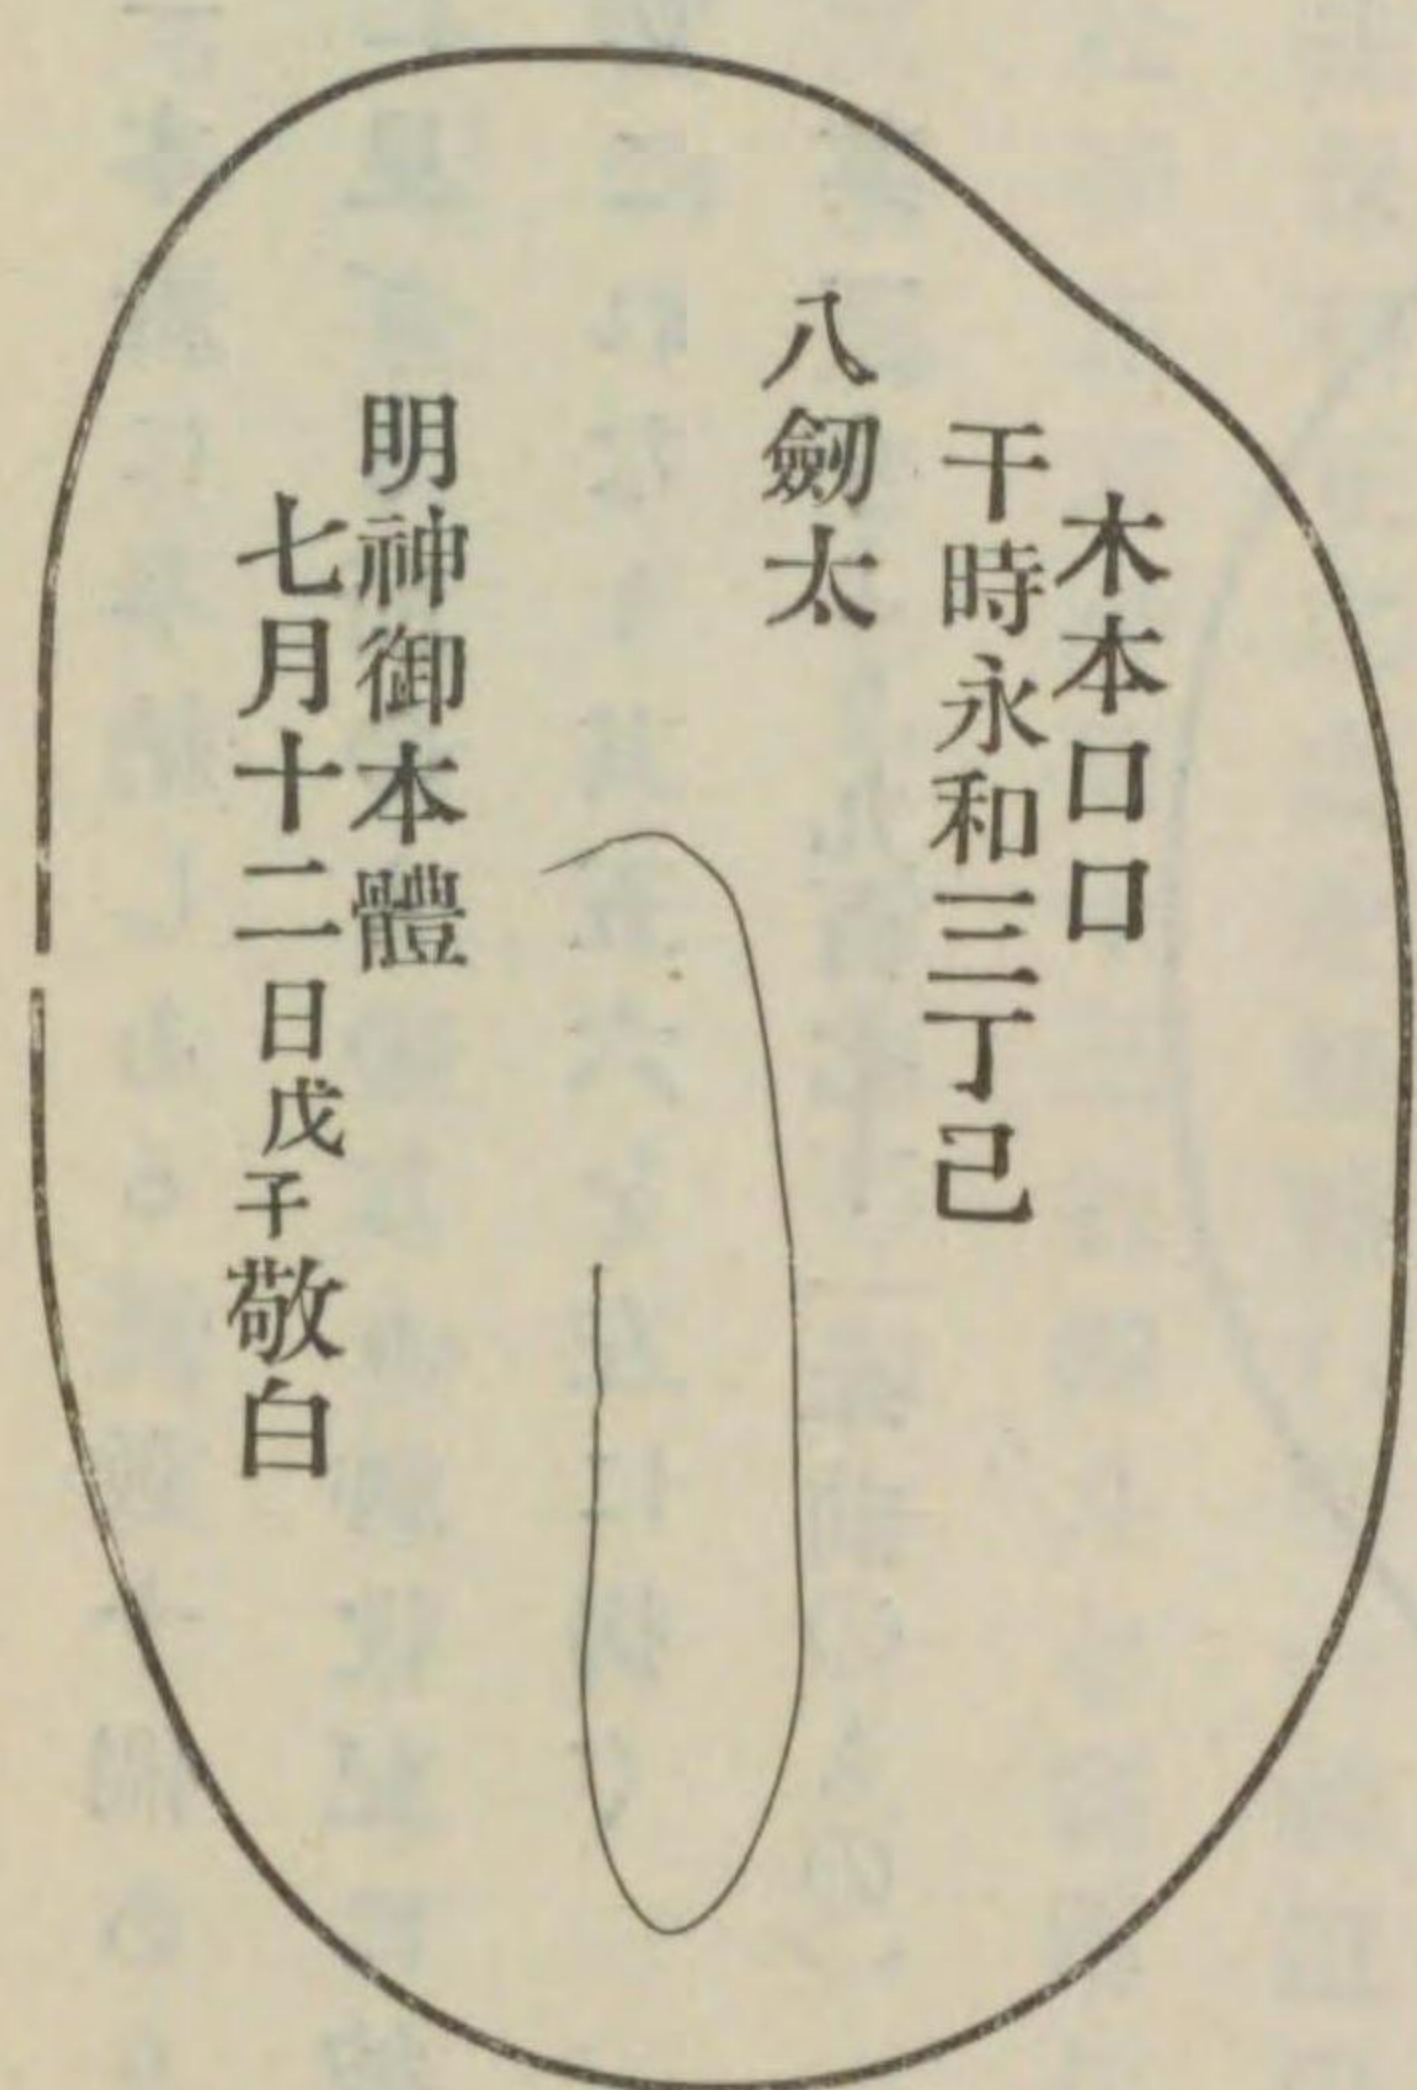 木本口口
干時永和三丁己
八劒太
明神御本體
七月十二日戊子敬白